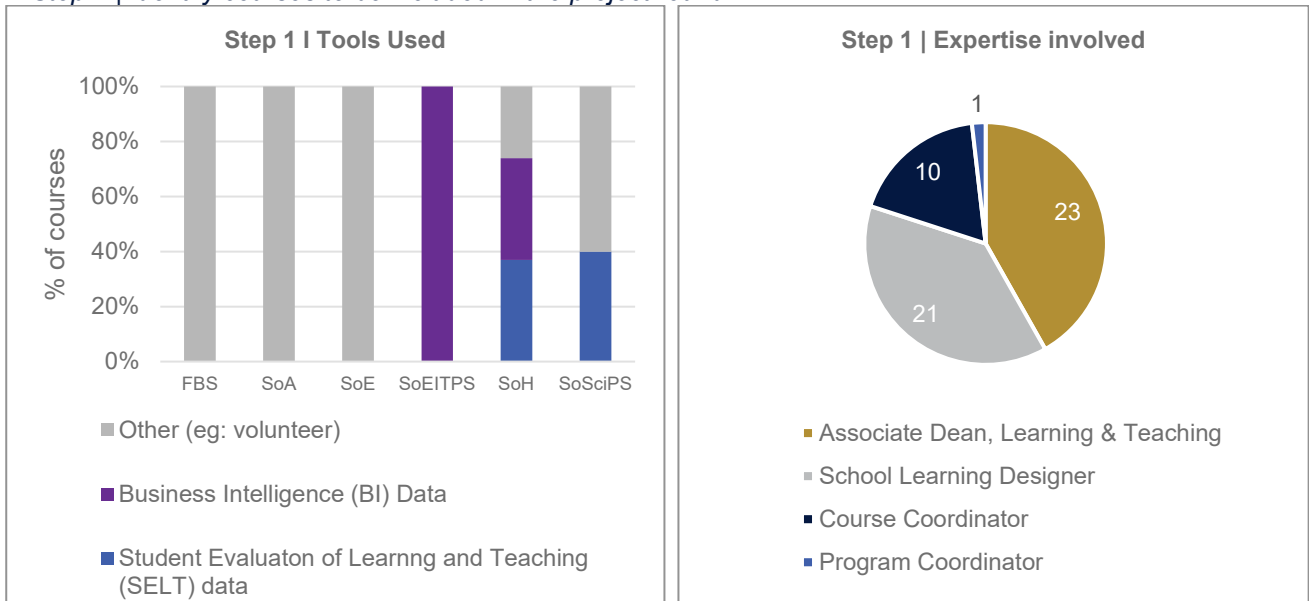 Step 1 I Tools Used
100%
80%
60%
40%
20%
0%
% of courses
FBS SoA SoE SoEITPS SoH SoSciPS
Other (eg: volunteer)
Business Intelligence (BI) Data
Student Evaluaton of Learnng and Teaching
(SELT) data
Step 1 | Expertise involved
1
10
23
21
Associate Dean, Learning & Teaching
School Learning Designer
Course Coordinator
Program Coordinator